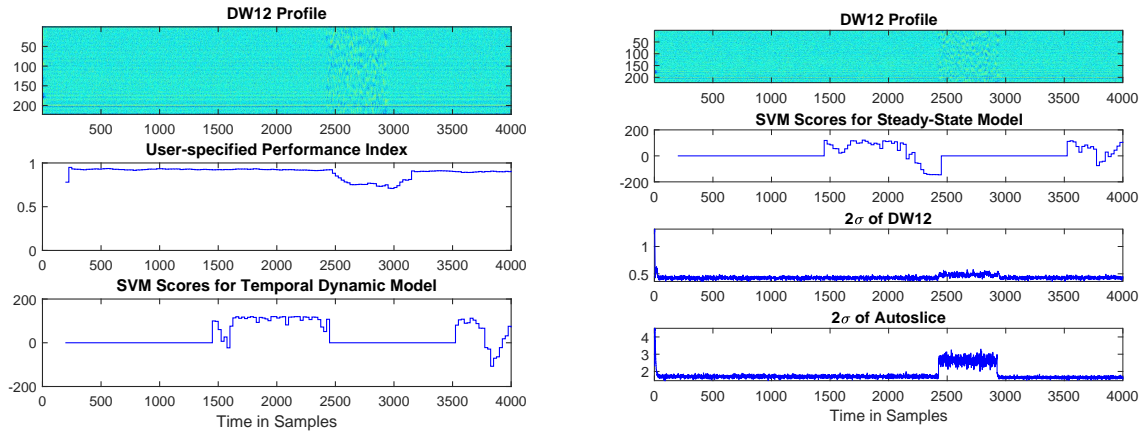 DW12 Profile
50
100
150
200
500 1000 1500 2000 2500 3000 3500 4000
User-specified Performance Index
1
0.5
0
0 500 1000 1500 2000 2500 3000 3500 4000
SVM Scores for Temporal Dynamic Model
200
0
-200
0 500 1000 1500 2000 2500 3000 3500 4000
Time in Samples
DW12 Profile
50
100
150
200
500 1000 1500 2000 2500 3000 3500 4000
SVM Scores for Steady-State Model
200
0
-200
0 500 1000 1500 2000 2500 3000 3500 4000
2σ of DW12
1
0.5
0 500 1000 1500 2000 2500 3000 3500 4000
2σ of Autoslice
4
3
2
0 500 1000 1500 2000 2500 3000 3500 4000
Time in Samples